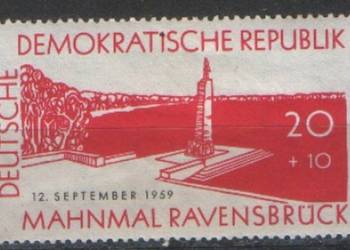 DEUTSCHE
DEMOKRATISCHE REPUBLIK
20
+ 10
12. SEPTEMBER 1959
MAHNMAL RAVENSBRÜCK